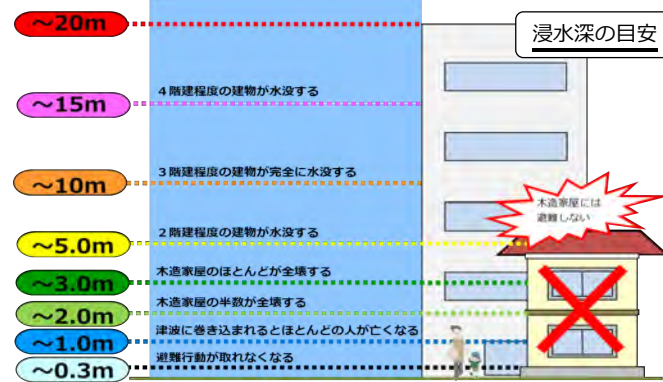 浸水深の目安
～20m
～15m
4階建程度の建物が水没する
～10m
3階建程度の建物が完全に水没する
木造家屋には
避難しない
～5.0m
2階建程度の建物が水没する
～3.0m
木造家屋のほとんどが全壊する
～2.0m
木造家屋の半数が全壊する
～1.0m
津波に巻き込まれるとほとんどの人が亡くなる
～0.3m
避難行動が取れなくなる